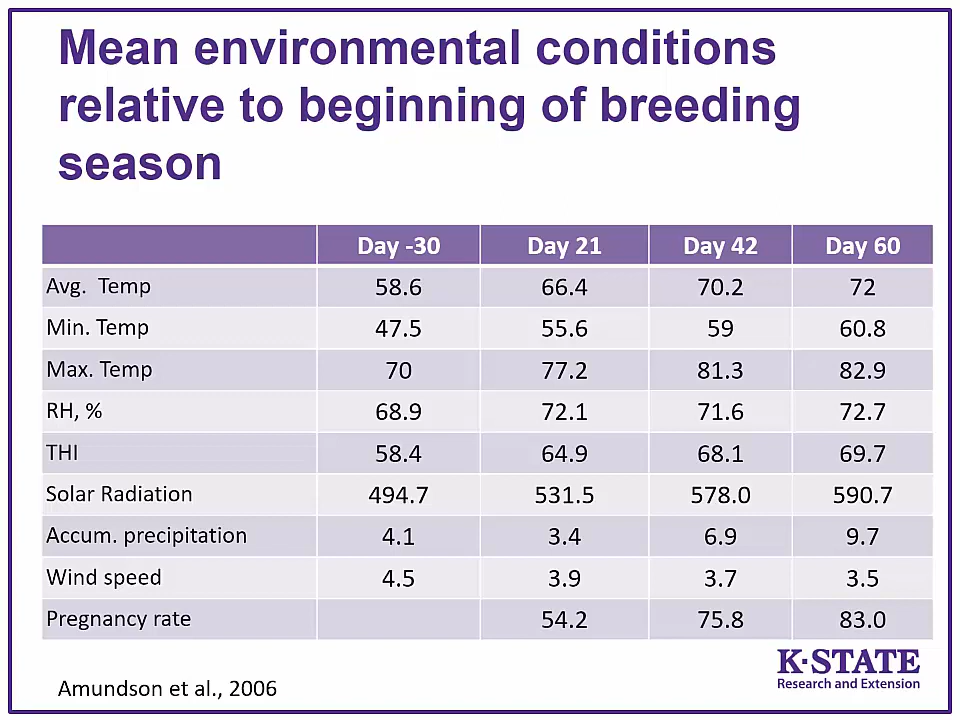 Mean environmental conditions
relative to beginning of breeding
season
Day -30 Day 21 Day 42 Day 60
Avg. Temp 58.6 66.4 70.2 72
Min. Temp 47.5 55.6 59 60.8
Max. Temp 70 77.2 81.3 82.9
RH, % 68.9 72.1 71.6 72.7
THI 58.4 64.9 68.1 69.7
Solar Radiation 494.7 531.5 578.0 590.7
Accum. precipitation 4.1 3.4 6.9 9.7
Wind speed 4.5 3.9 3.7 3.5
Pregnancy rate 54.2 75.8 83.0
K-STATE
Research and Extension
Amundson et al., 2006